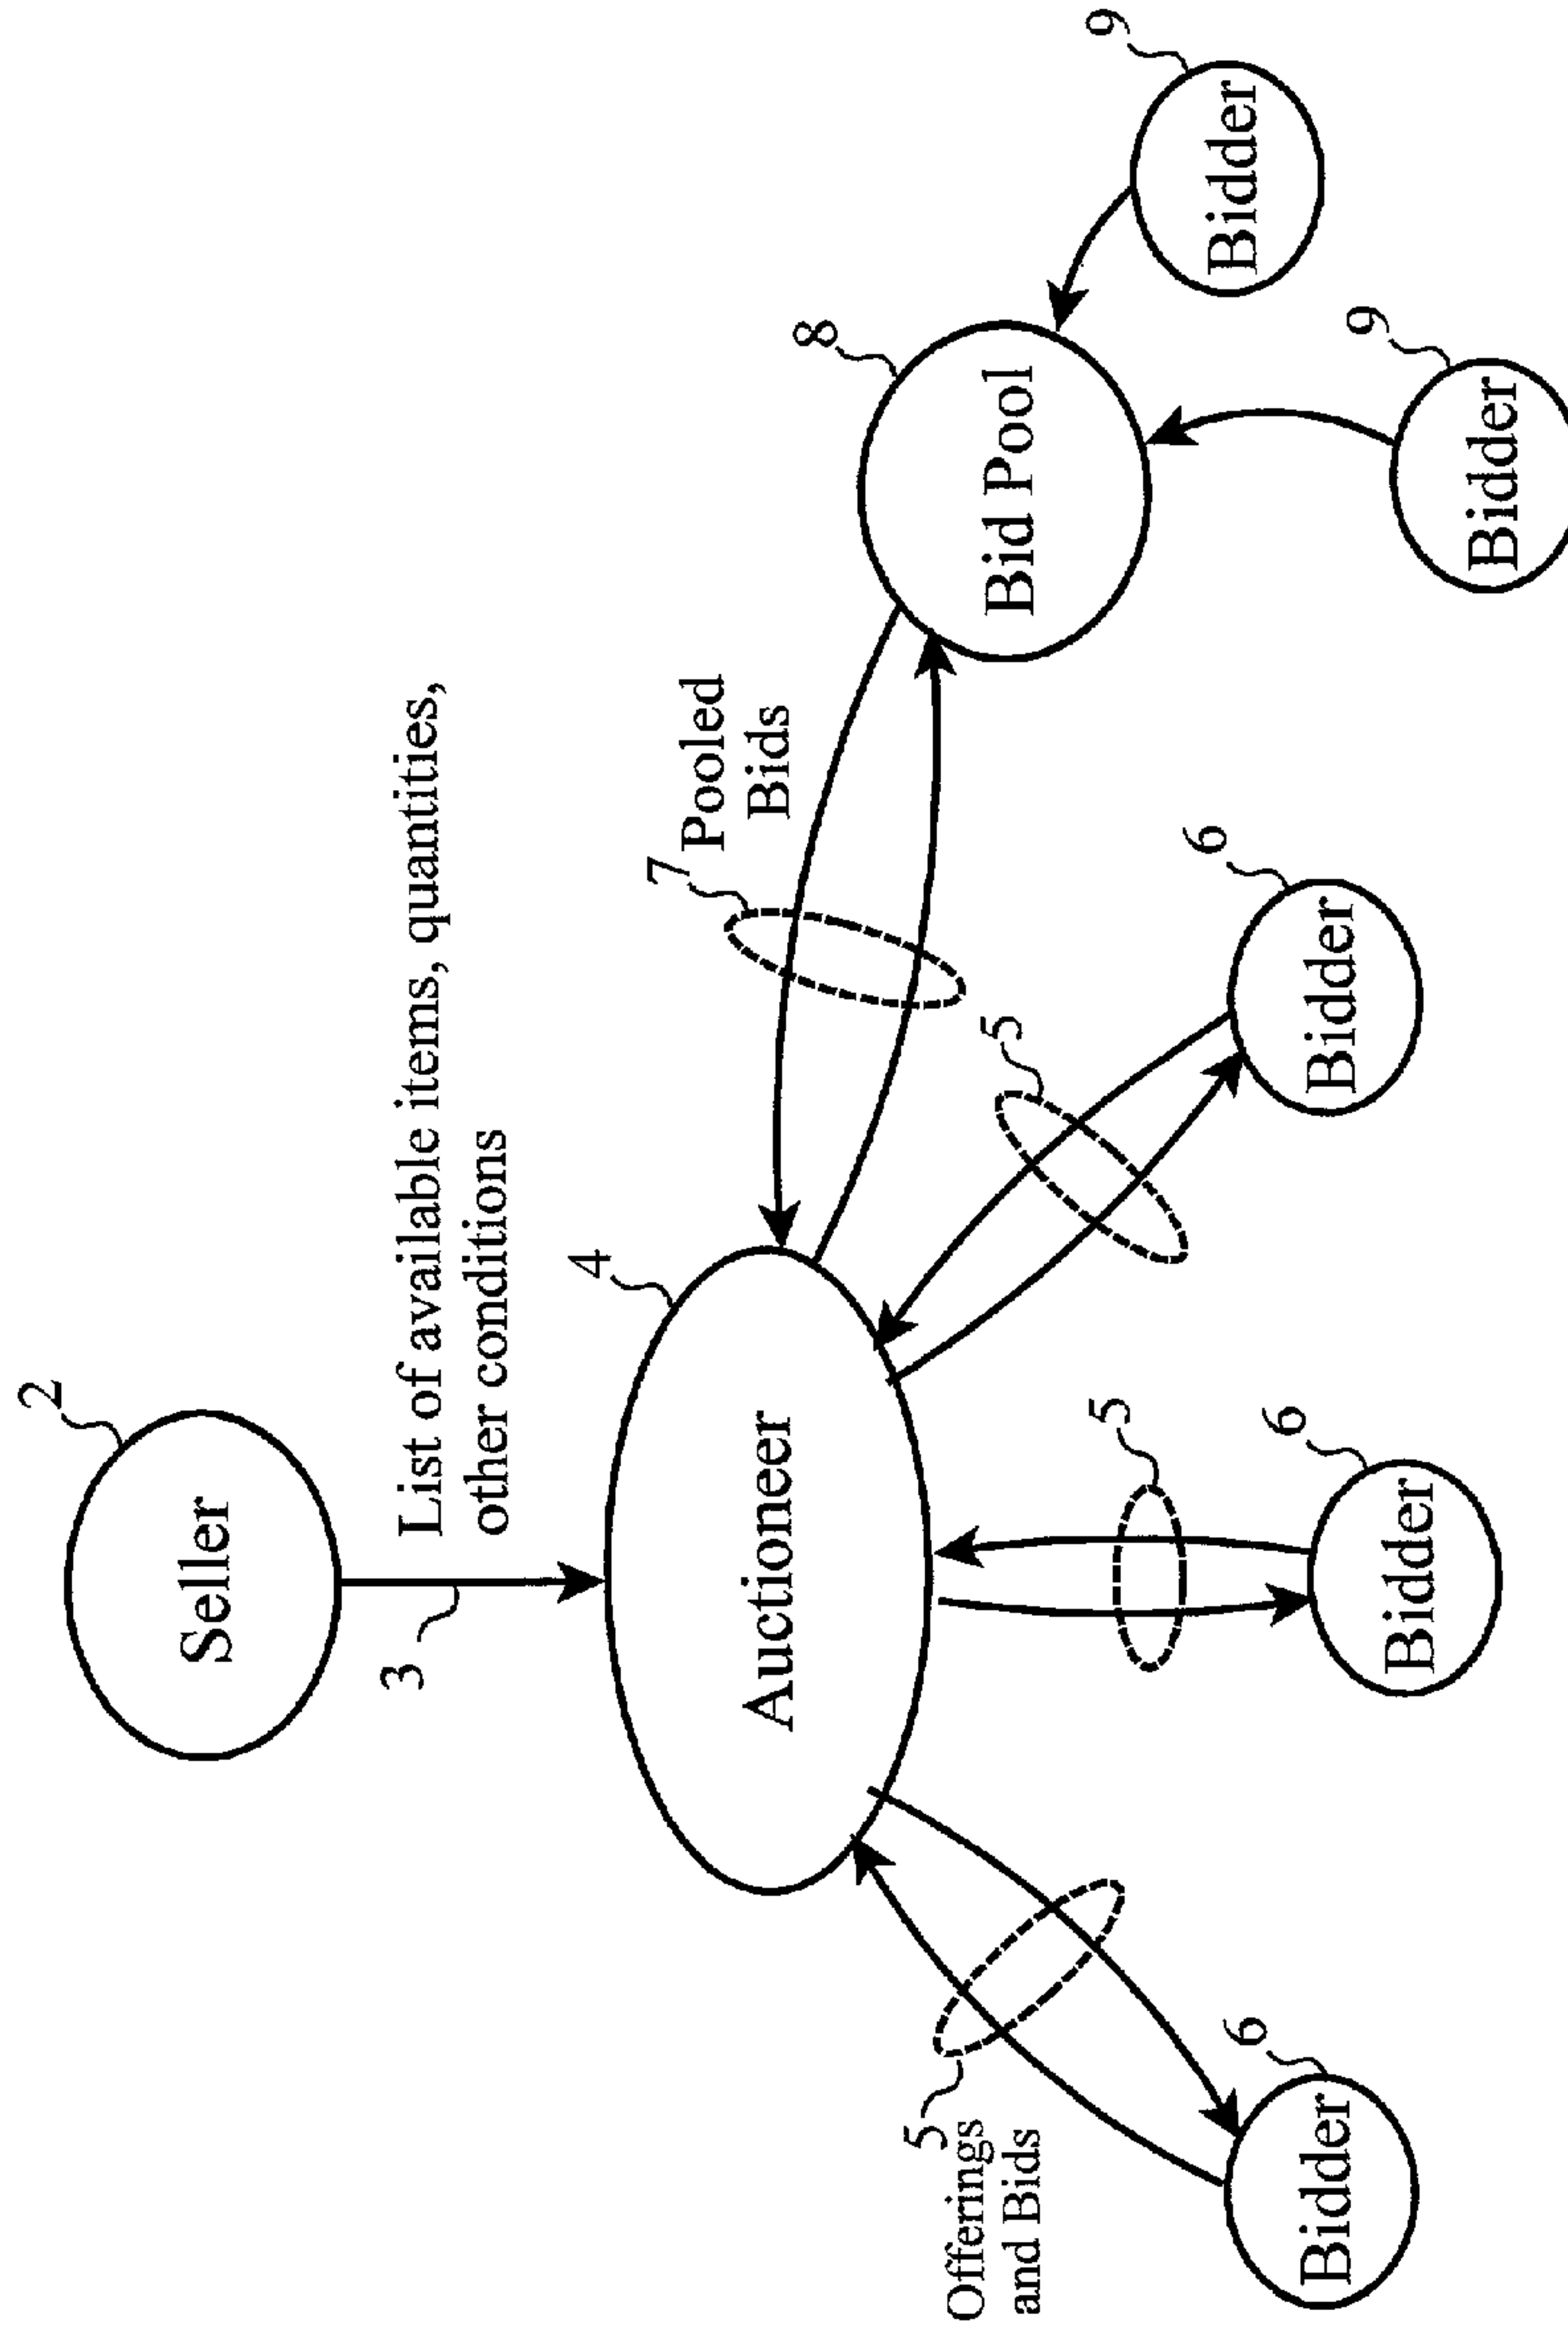 2
Seller
3
List of available items, quantities,
other conditions
4
Auctioneer
7
Pooled
Bids
8
Bid Pool
9
Bidder
9
Bidder
5
Offerings
and Bids
5
5
6
Bidder
6
Bidder
6
Bidder